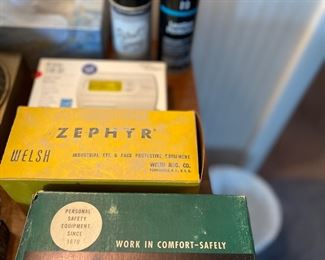 ZEPHYR
WELSH
INDUSTRIAL EYE & FACE PROTECTIVE EQUIPMENT
WELSH MFG. CO.
PROVIDENCE, R.I., U.S.A.
PERSONAL
SAFETY
EQUIPMENT
SINCE
1870
WORK IN COMFORT-SAFELY